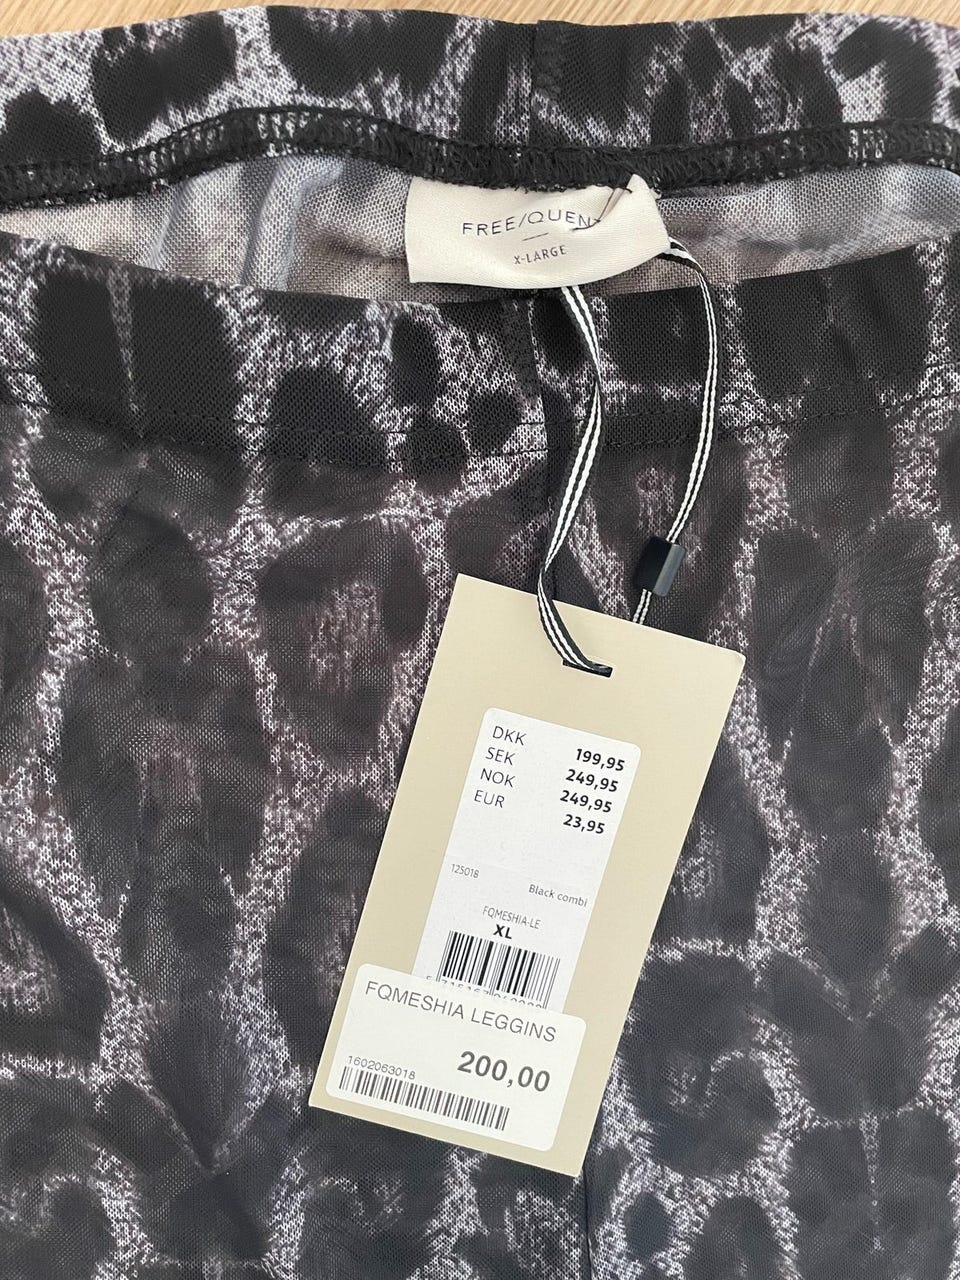 FREE/QUENT
X-LARGE
DKK 199,95
SEK 249,95
NOK 249,95
EUR 23,95
125018 Black combi
FQMESHIA-LE
XL
FQMESHIA LEGGINS
200,00
1602063018